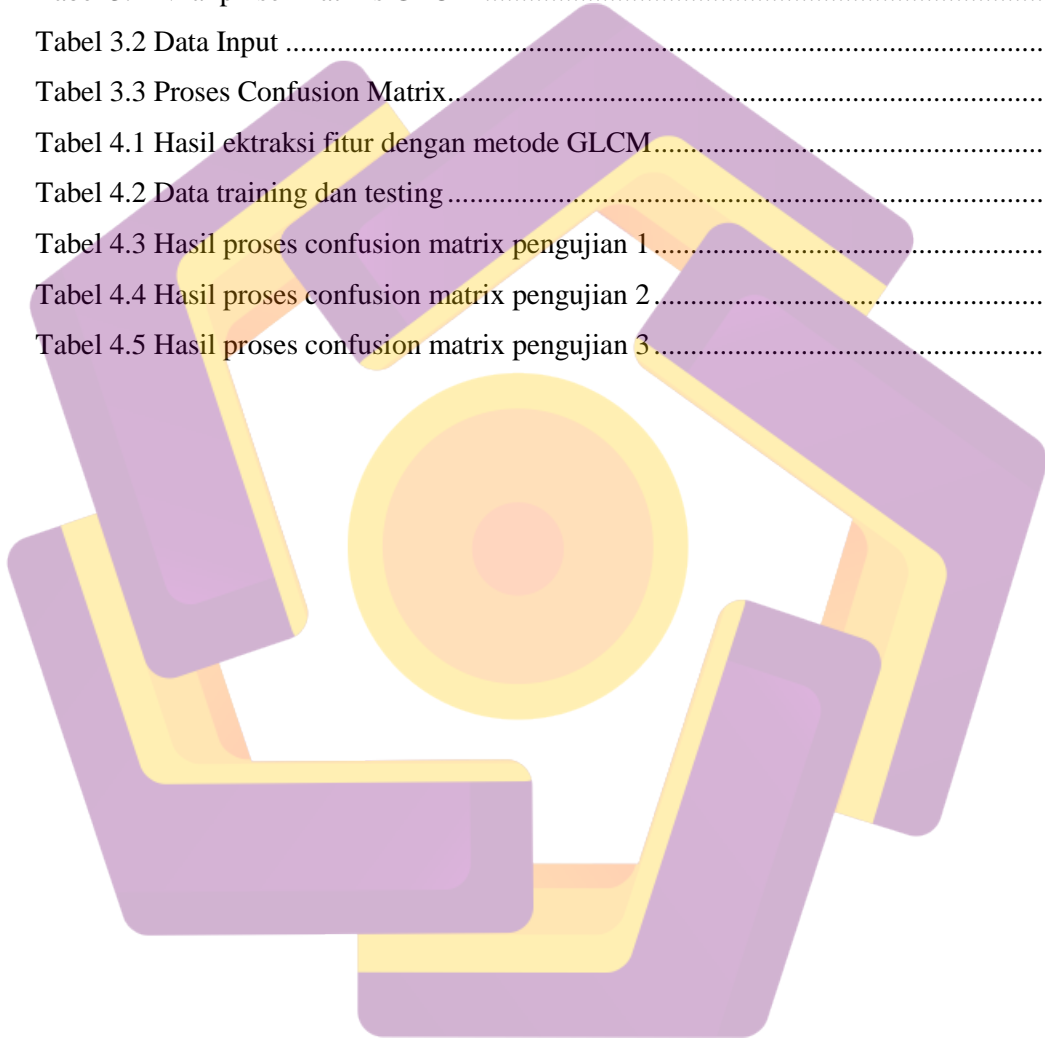 Tabel 3.2 Data Input ........................................................................................................
Tabel 3.3 Proses Confusion Matrix................................................................................
Tabel 4.1 Hasil ektraksi fitur dengan metode GLCM....................................................
Tabel 4.2 Data training dan testing ................................................................................
Tabel 4.3 Hasil proses confusion matrix pengujian 1....................................................
Tabel 4.4 Hasil proses confusion matrix pengujian 2....................................................
Tabel 4.5 Hasil proses confusion matrix pengujian 3....................................................